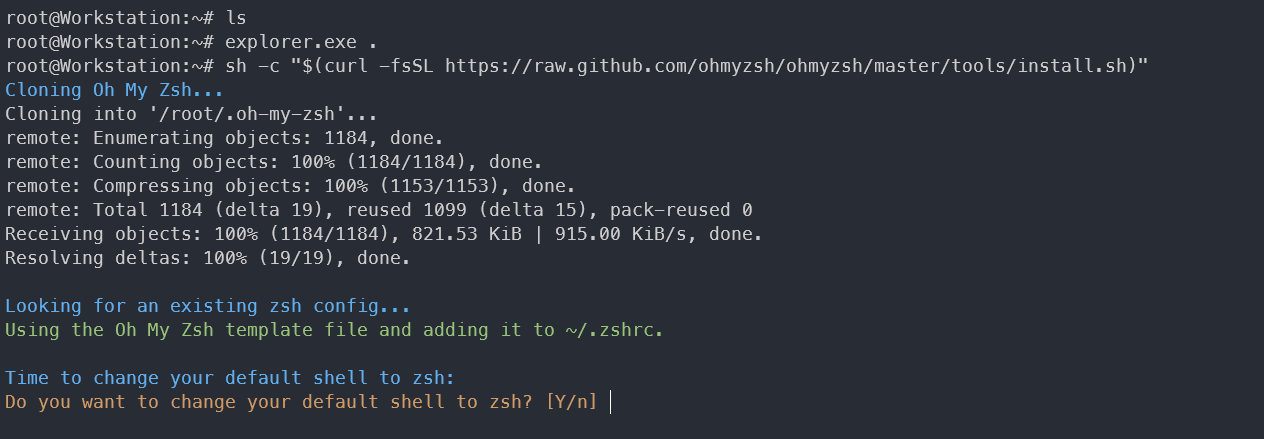 root@Workstation:~# ls
root@Workstation:~# explorer.exe .
root@Workstation:~# sh -c "$(curl -fsSL https://raw.github.com/ohmyzsh/ohmyzsh/master/tools/install.sh)"
Cloning Oh My Zsh...
Cloning into '/root/.oh-my-zsh'...
remote: Enumerating objects: 1184, done.
remote: Counting objects: 100% (1184/1184), done.
remote: Compressing objects: 100% (1153/1153), done.
remote: Total 1184 (delta 19), reused 1099 (delta 15), pack-reused 0
Receiving objects: 100% (1184/1184), 821.53 KiB | 915.00 KiB/s, done.
Resolving deltas: 100% (19/19), done.
Looking for an existing zsh config...
Using the Oh My Zsh template file and adding it to ~/.zshrc.
Time to change your default shell to zsh:
Do you want to change your default shell to zsh? [Y/n]